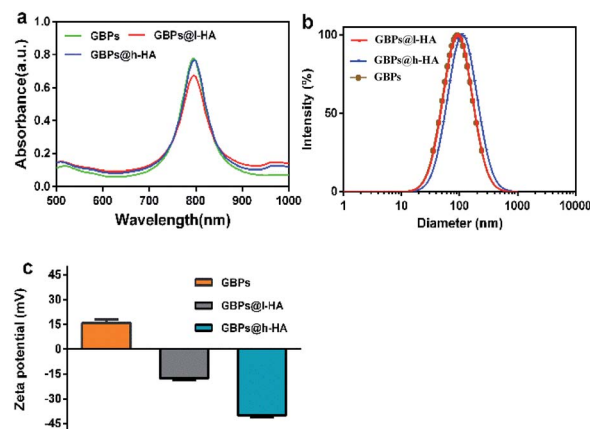 a
GBPs
GBPs@l-HA
GBPs@h-HA
Absorbance(a.u.)
1.0
0.8
0.6
0.4
0.2
0.0
500 600 700 800 900 1000
Wavelength(nm)
b
GBPs@l-HA
GBPs@h-HA
GBPs
Intensity (%)
100
50
0
1 10 100 1000 10000
Diameter (nm)
c
GBPs
GBPs@l-HA
GBPs@h-HA
Zeta potential (mV)
45
30
15
0
-15
-30
-45